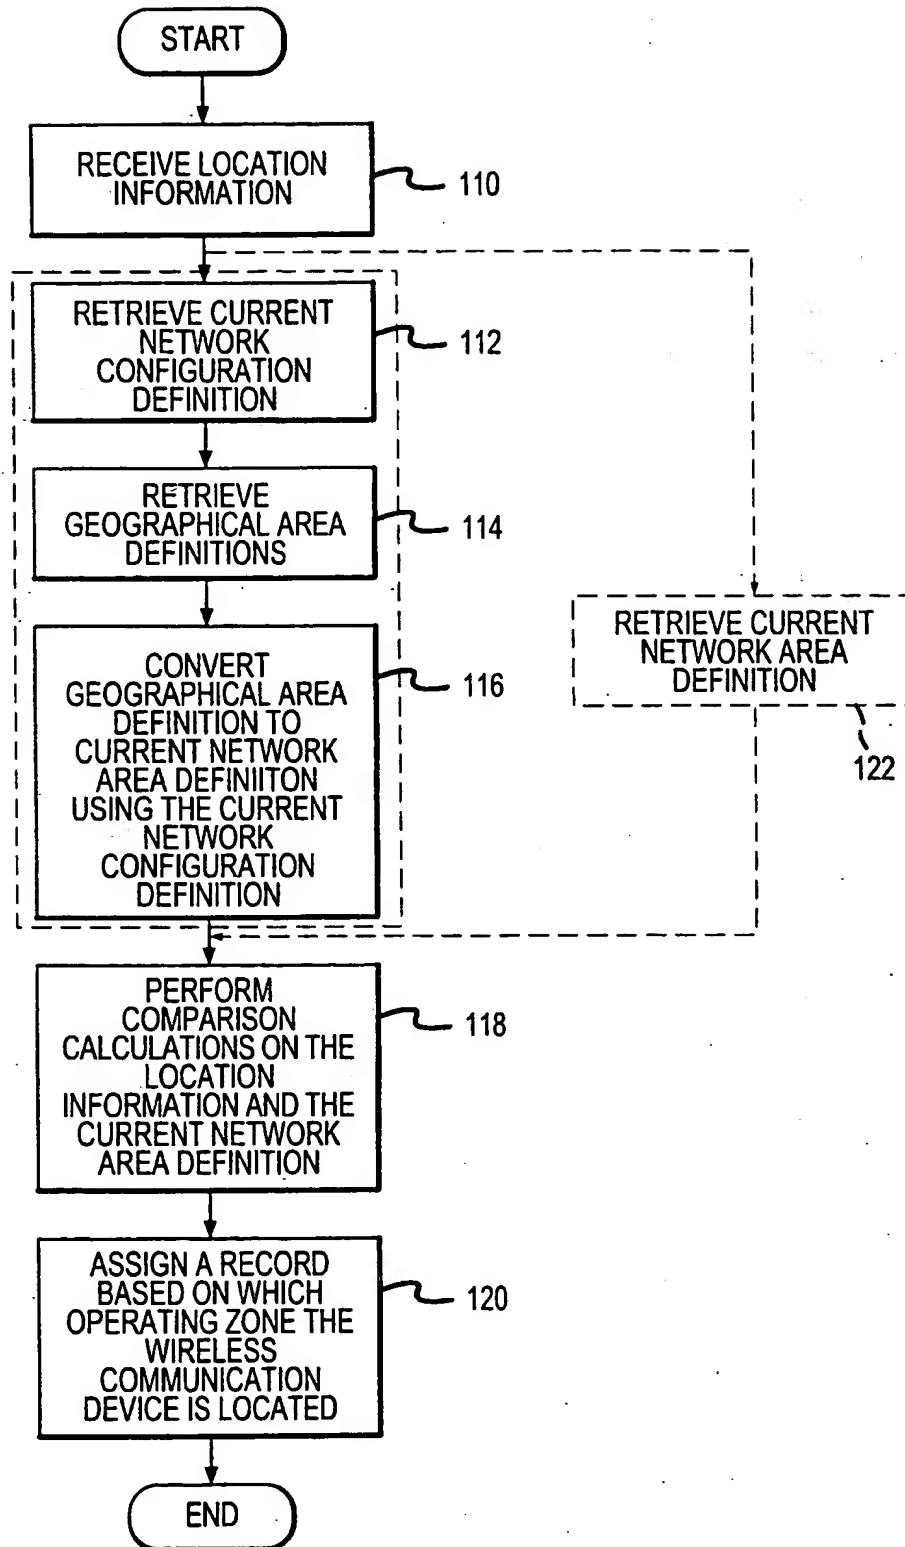 START
RECEIVE LOCATION
INFORMATION
110
RETRIEVE CURRENT
NETWORK
CONFIGURATION
DEFINITION
112
RETRIEVE
GEOGRAPHICAL AREA
DEFINITIONS
114
CONVERT
GEOGRAPHICAL AREA
DEFINITION TO
CURRENT NETWORK
AREA DEFINIITON
USING THE CURRENT
NETWORK
CONFIGURATION
DEFINITION
116
RETRIEVE CURRENT
NETWORK AREA
DEFINITION
122
PERFORM
COMPARISON
CALCULATIONS ON THE
LOCATION
INFORMATION AND THE
CURRENT NETWORK
AREA DEFINITION
118
ASSIGN A RECORD
BASED ON WHICH
OPERATING ZONE THE
WIRELESS
COMMUNICATION
DEVICE IS LOCATED
120
END